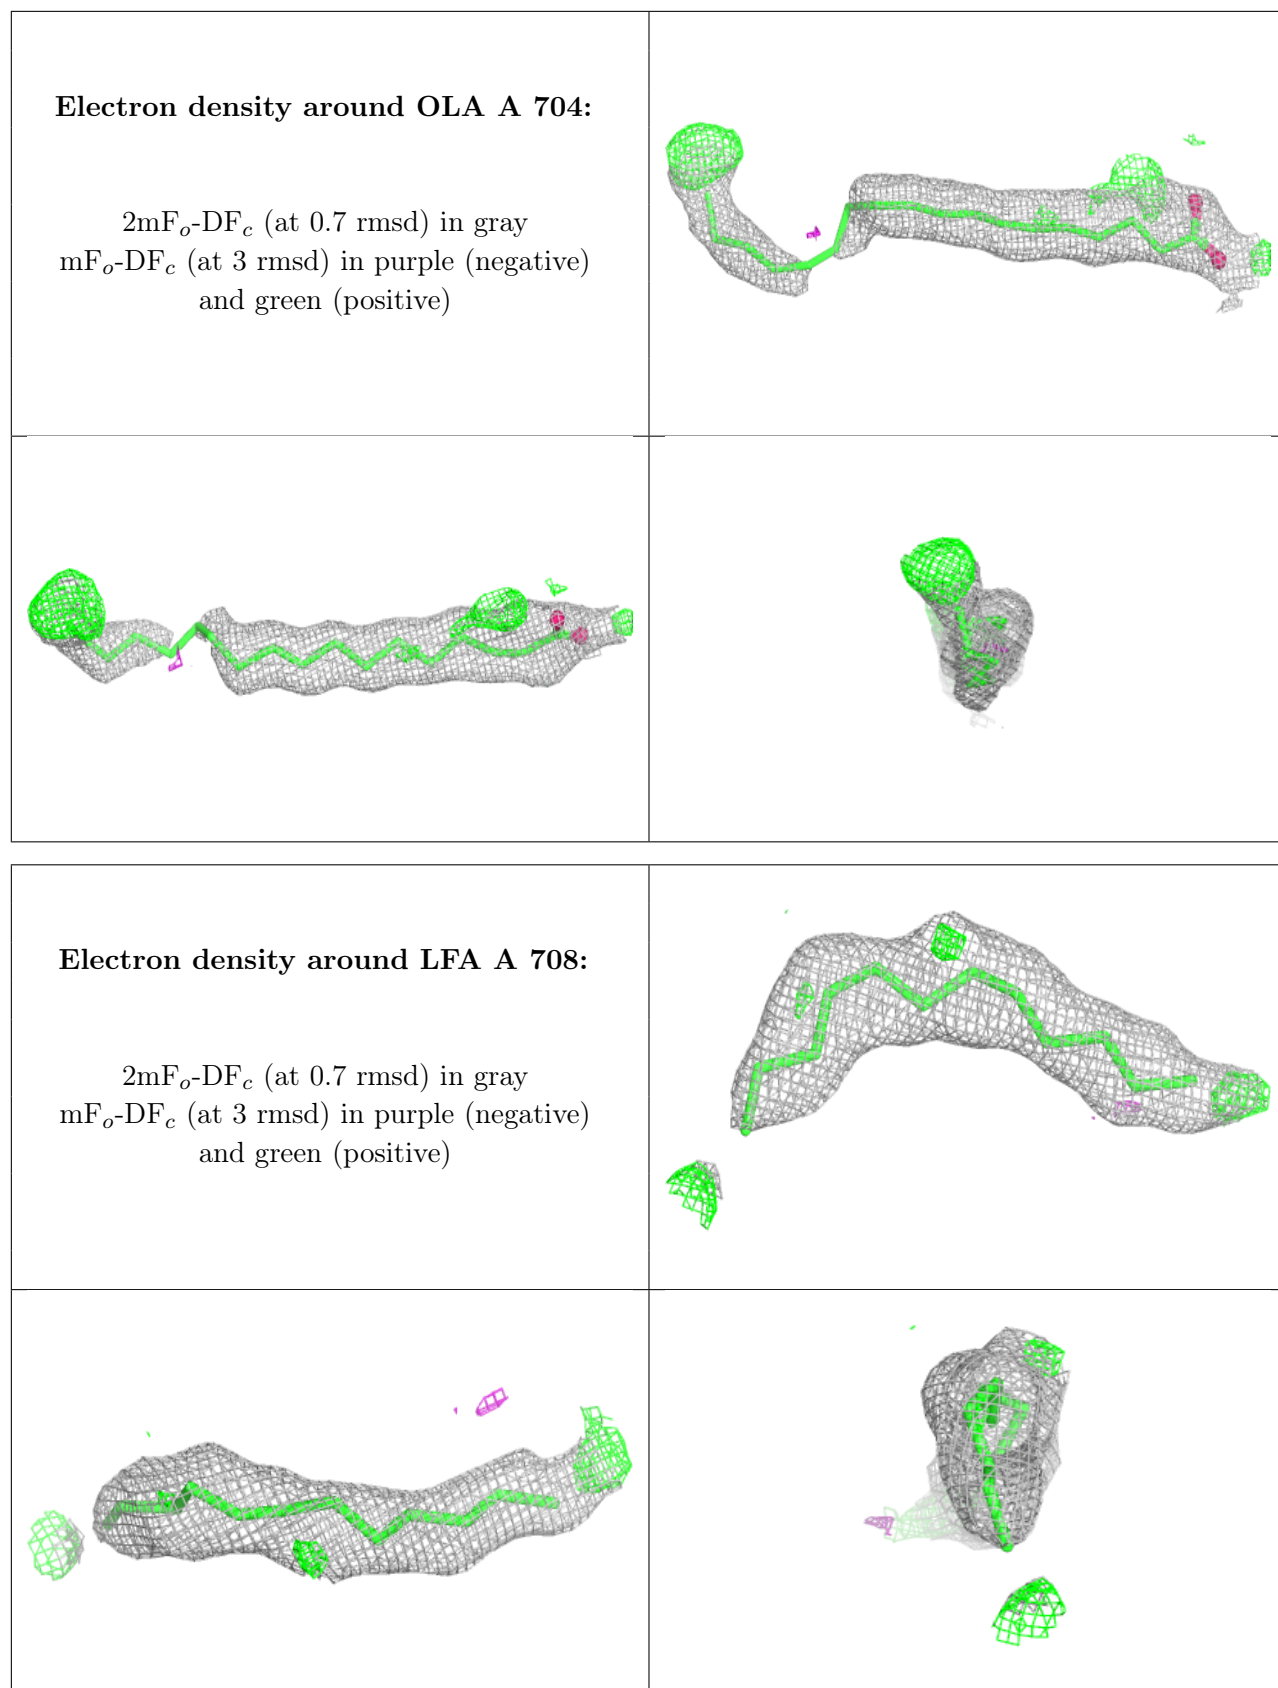 Electron density around OLA A 704:
2mFₒ-DF𝒸 (at 0.7 rmsd) in gray
mFₒ-DF𝒸 (at 3 rmsd) in purple (negative)
and green (positive)
Electron density around LFA A 708:
2mFₒ-DF𝒸 (at 0.7 rmsd) in gray
mFₒ-DF𝒸 (at 3 rmsd) in purple (negative)
and green (positive)